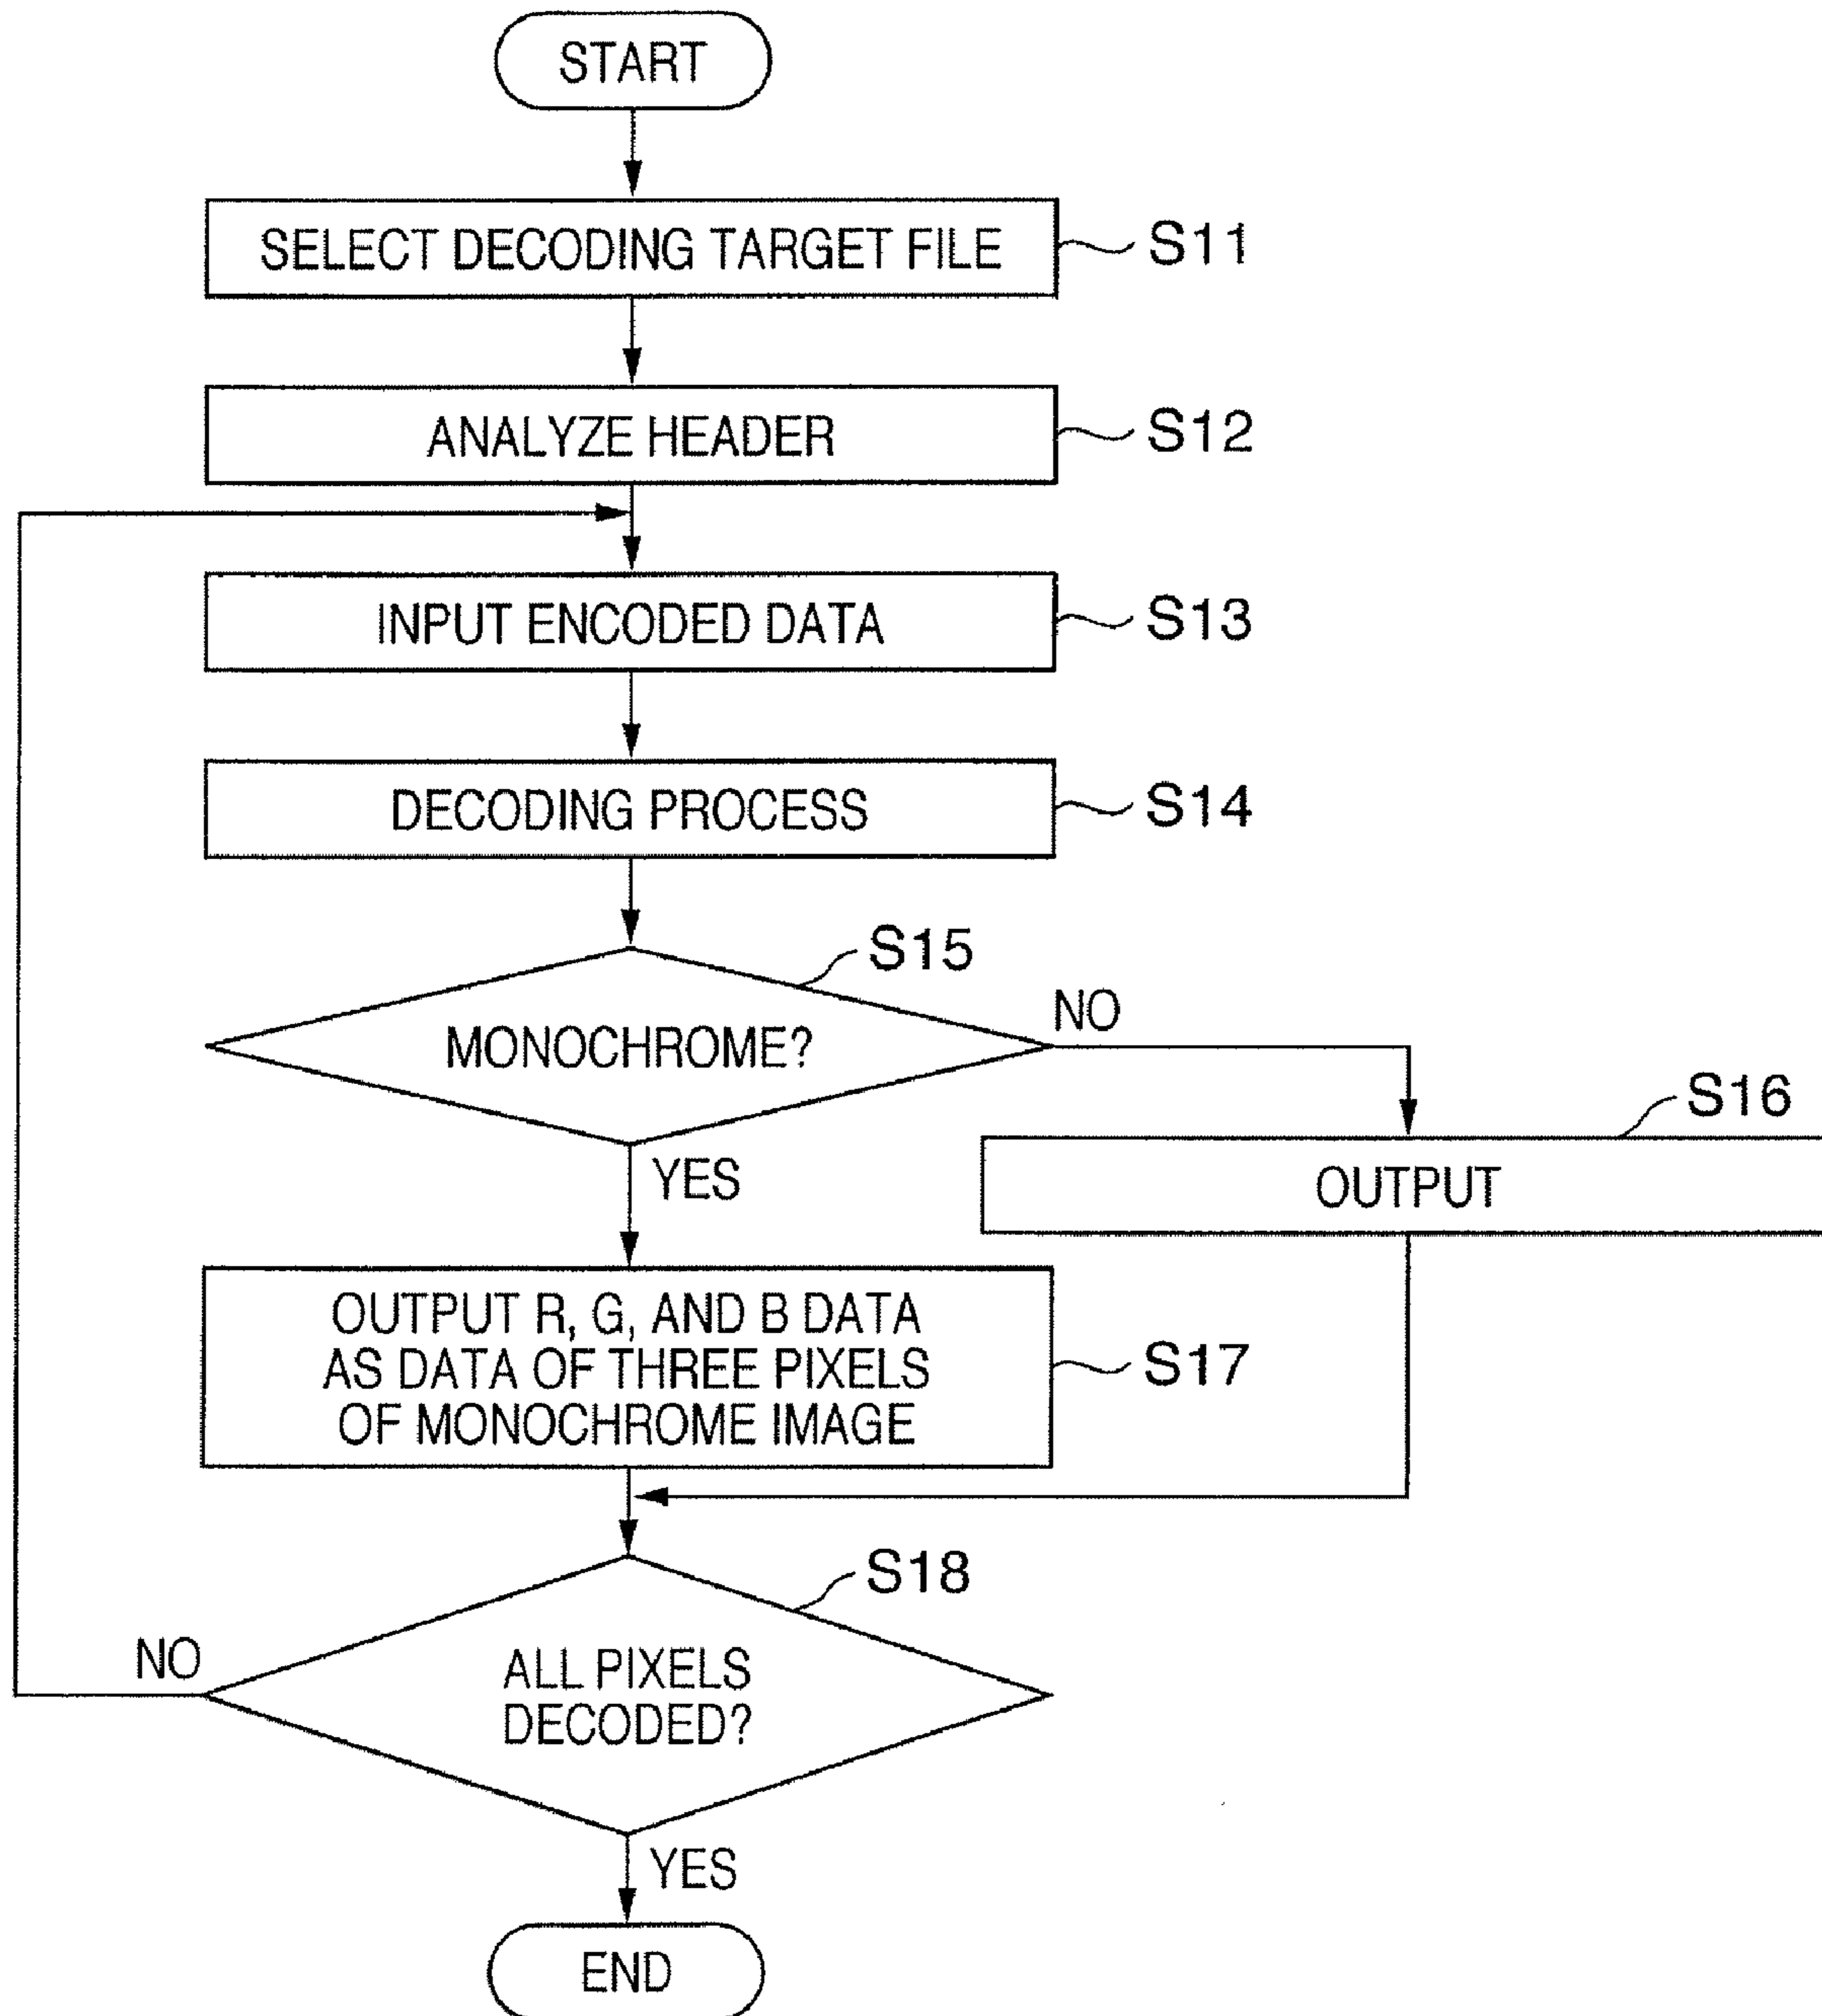 START
SELECT DECODING TARGET FILE
S11
ANALYZE HEADER
S12
INPUT ENCODED DATA
S13
DECODING PROCESS
S14
S15
MONOCHROME?
NO
S16
OUTPUT
YES
OUTPUT R, G, AND B DATA
AS DATA OF THREE PIXELS
OF MONOCHROME IMAGE
S17
S18
NO
ALL PIXELS
DECODED?
YES
END